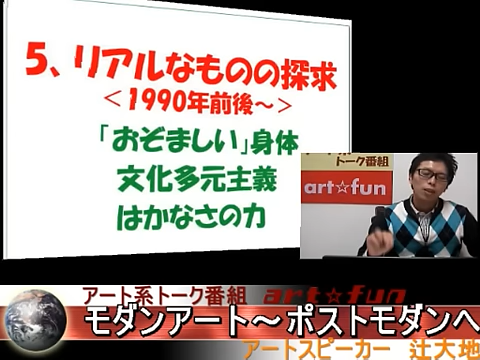 5、リアルなものの探求
＜1990年前後～＞
「おぞましい」身体
文化多元主義
はかなさの力
トーク番組
art☆fun
アート系トーク番組 art☆fun
モダンアート～ポストモダンへ
アートスピーカー 辻大地